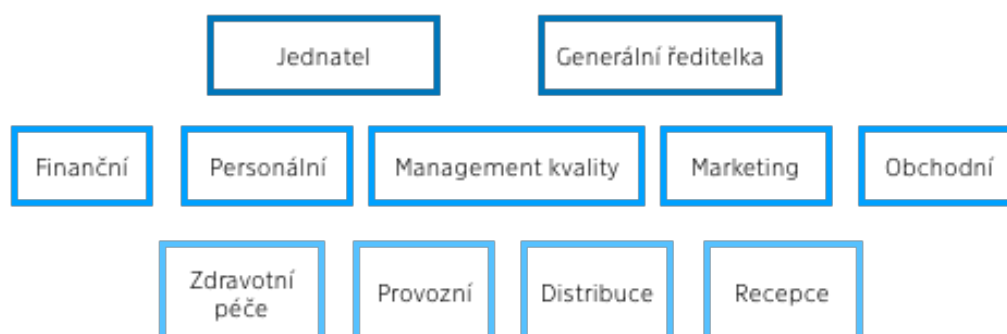 Jednatel
Generální ředitelka
Finanční
Personální
Management kvality
Marketing
Obchodní
Zdravotní
péče
Provozní
Distribuce
Recepce